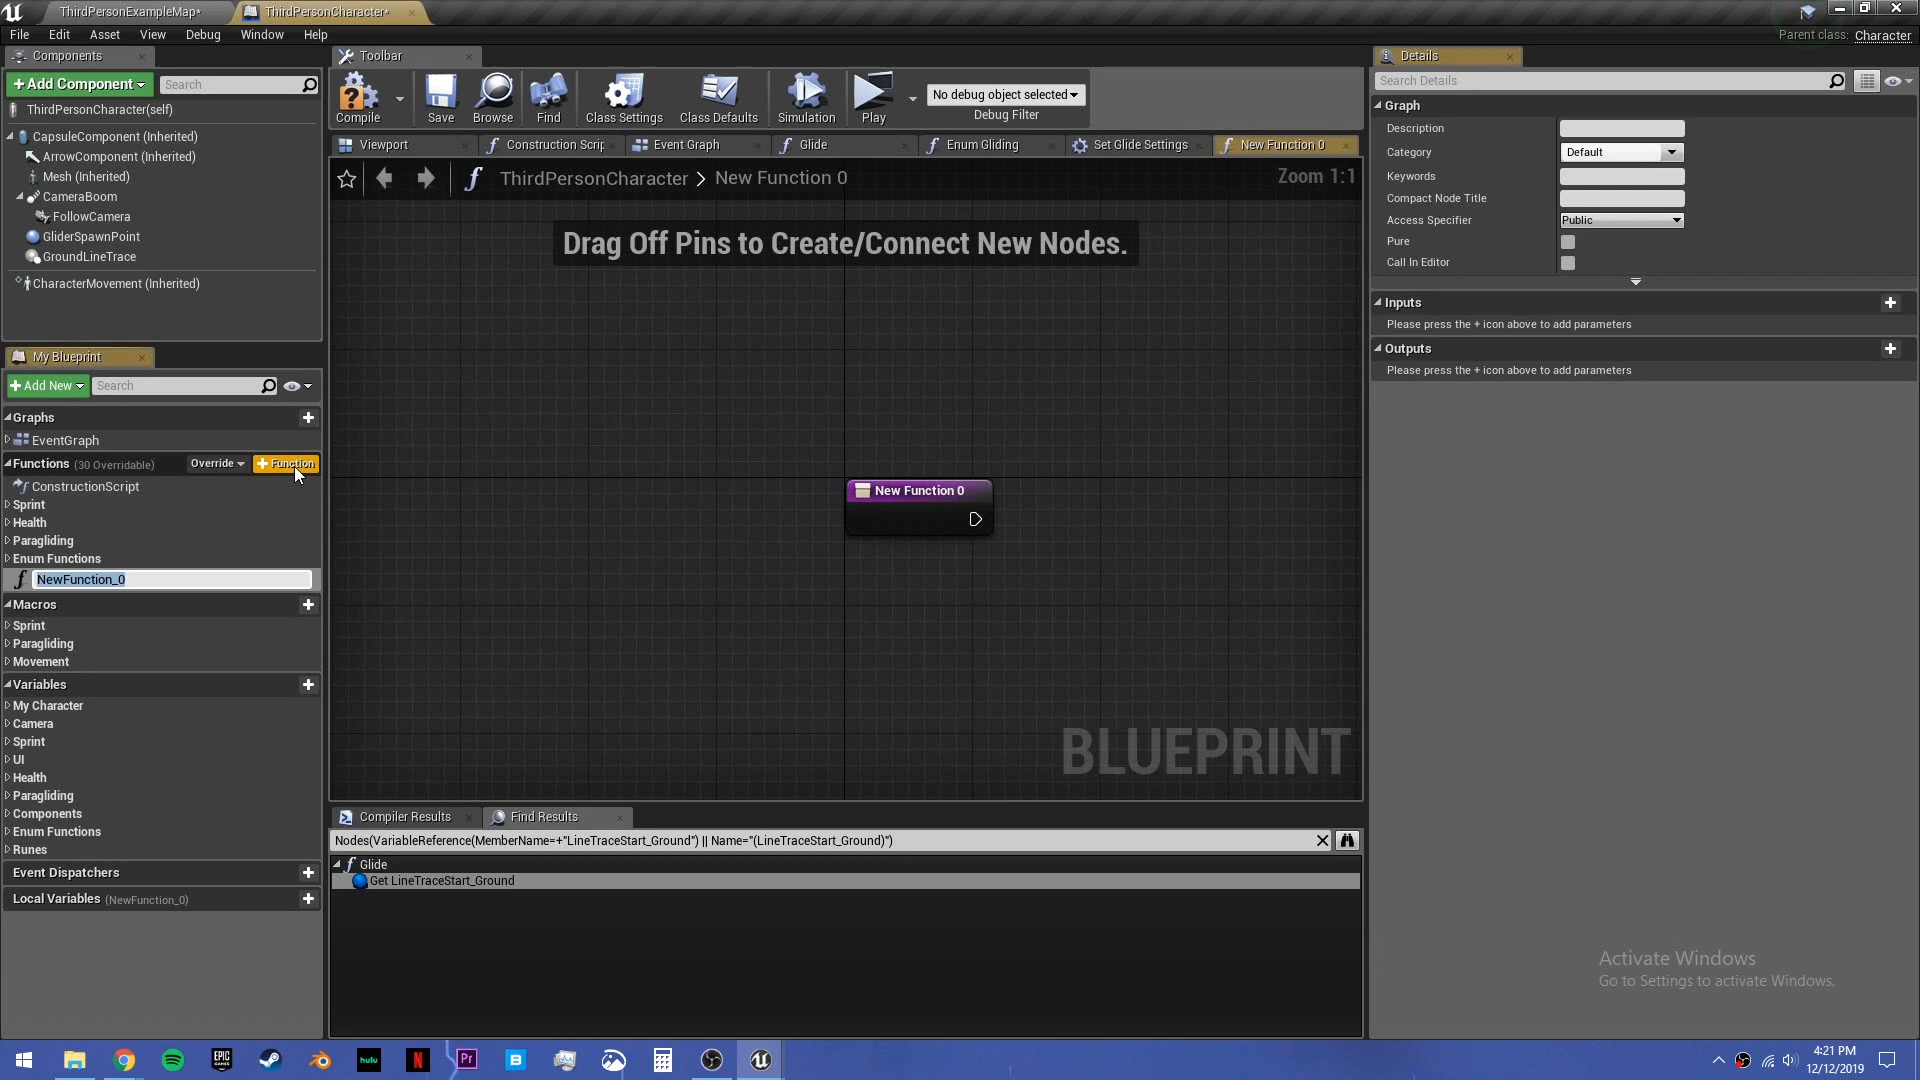 ThirdPersonExampleMap*
ThirdPersonCharacter*
File Edit Asset View Debug Window Help
Parent class: Character
Components
Toolbar
Details
Add Component
Search
ThirdPersonCharacter(self)
CapsuleComponent (Inherited)
ArrowComponent (Inherited)
Mesh (Inherited)
CameraBoom
FollowCamera
GliderSpawnPoint
GroundLineTrace
CharacterMovement (Inherited)
Compile
Save
Browse
Find
Class Settings
Class Defaults
Simulation
Play
No debug object selected
Debug Filter
Viewport
Construction Scrip
Event Graph
Glide
Enum Gliding
Set Glide Settings
New Function 0
ThirdPersonCharacter > New Function 0
Zoom 1:1
Drag Off Pins to Create/Connect New Nodes.
New Function 0
BLUEPRINT
My Blueprint
Add New
Search
Graphs
EventGraph
Functions (30 Overridable)
Override
Function
ConstructionScript
Sprint
Health
Paragliding
Enum Functions
NewFunction_0
Macros
Sprint
Paragliding
Movement
Variables
My Character
Camera
Sprint
UI
Health
Paragliding
Components
Enum Functions
Runes
Event Dispatchers
Local Variables (NewFunction_0)
Compiler Results
Find Results
Nodes(VariableReference(MemberName=+"LineTraceStart_Ground") || Name="(LineTraceStart_Ground)")
Glide
Get LineTraceStart_Ground
Search Details
Graph
Description
Category
Default
Keywords
Compact Node Title
Access Specifier
Public
Pure
Call In Editor
Inputs
Please press the + icon above to add parameters
Outputs
Please press the + icon above to add parameters
Activate Windows
Go to Settings to activate Windows.
EPIC
GAMES
hulu
N
Pr
B
4:21 PM
12/12/2019